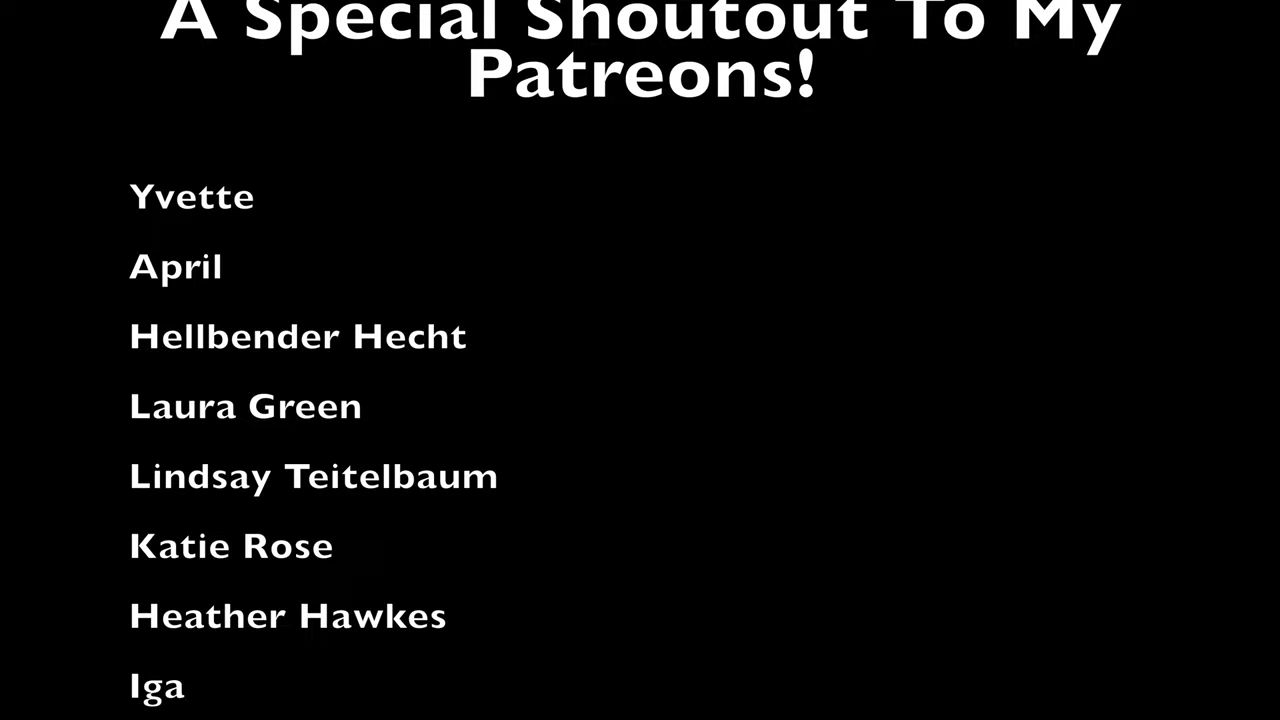 A Special Shoutout To My
Patreons!
Yvette
April
Hellbender Hecht
Laura Green
Lindsay Teitelbaum
Katie Rose
Heather Hawkes
Iga